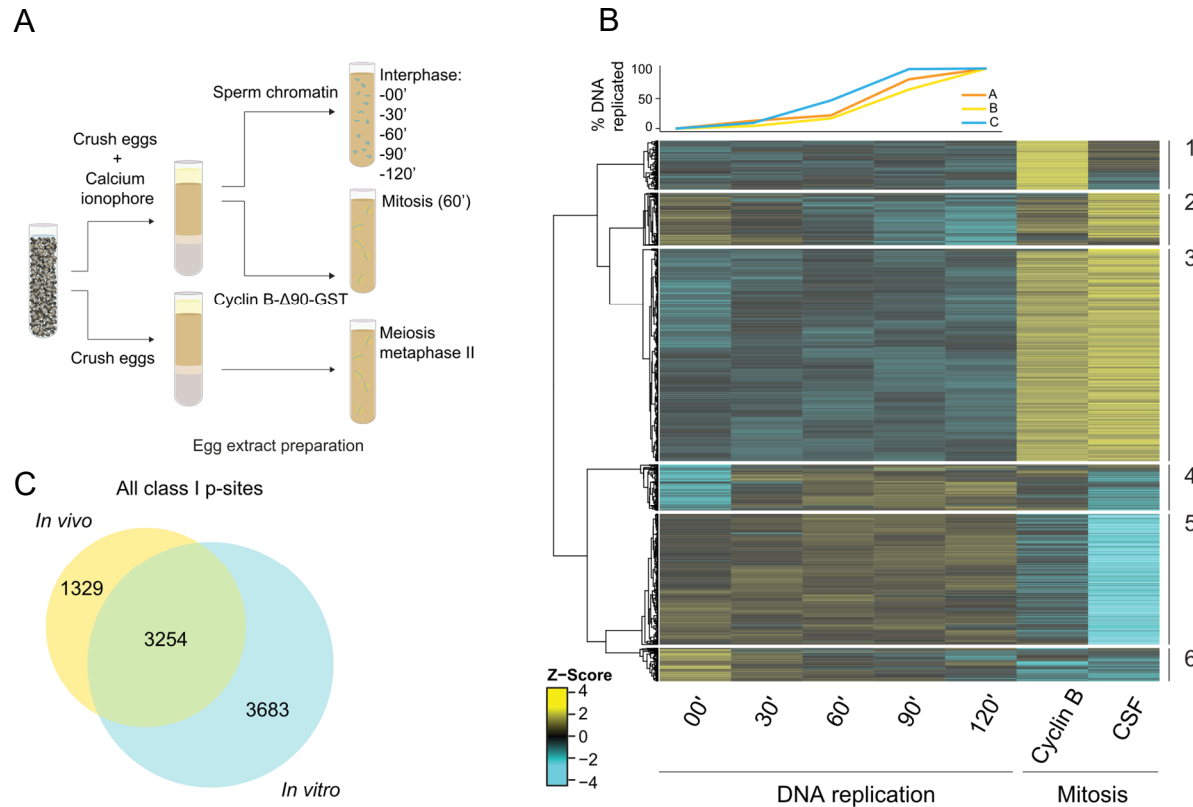 A
Sperm chromatin
Interphase:
-00'
-30'
-60'
-90'
-120'
Crush eggs
+
Calcium
ionophore
Mitosis (60')
Cyclin B-Δ90-GST
Crush eggs
Meiosis
metaphase II
Egg extract preparation
B
% DNA
replicated
100
50
0
A
B
C
1
2
3
4
5
6
Z−Score
4
2
0
−2
−4
00'
30'
60'
90'
120'
Cyclin B
CSF
DNA replication
Mitosis
C
All class I p-sites
In vivo
1329
3254
3683
In vitro